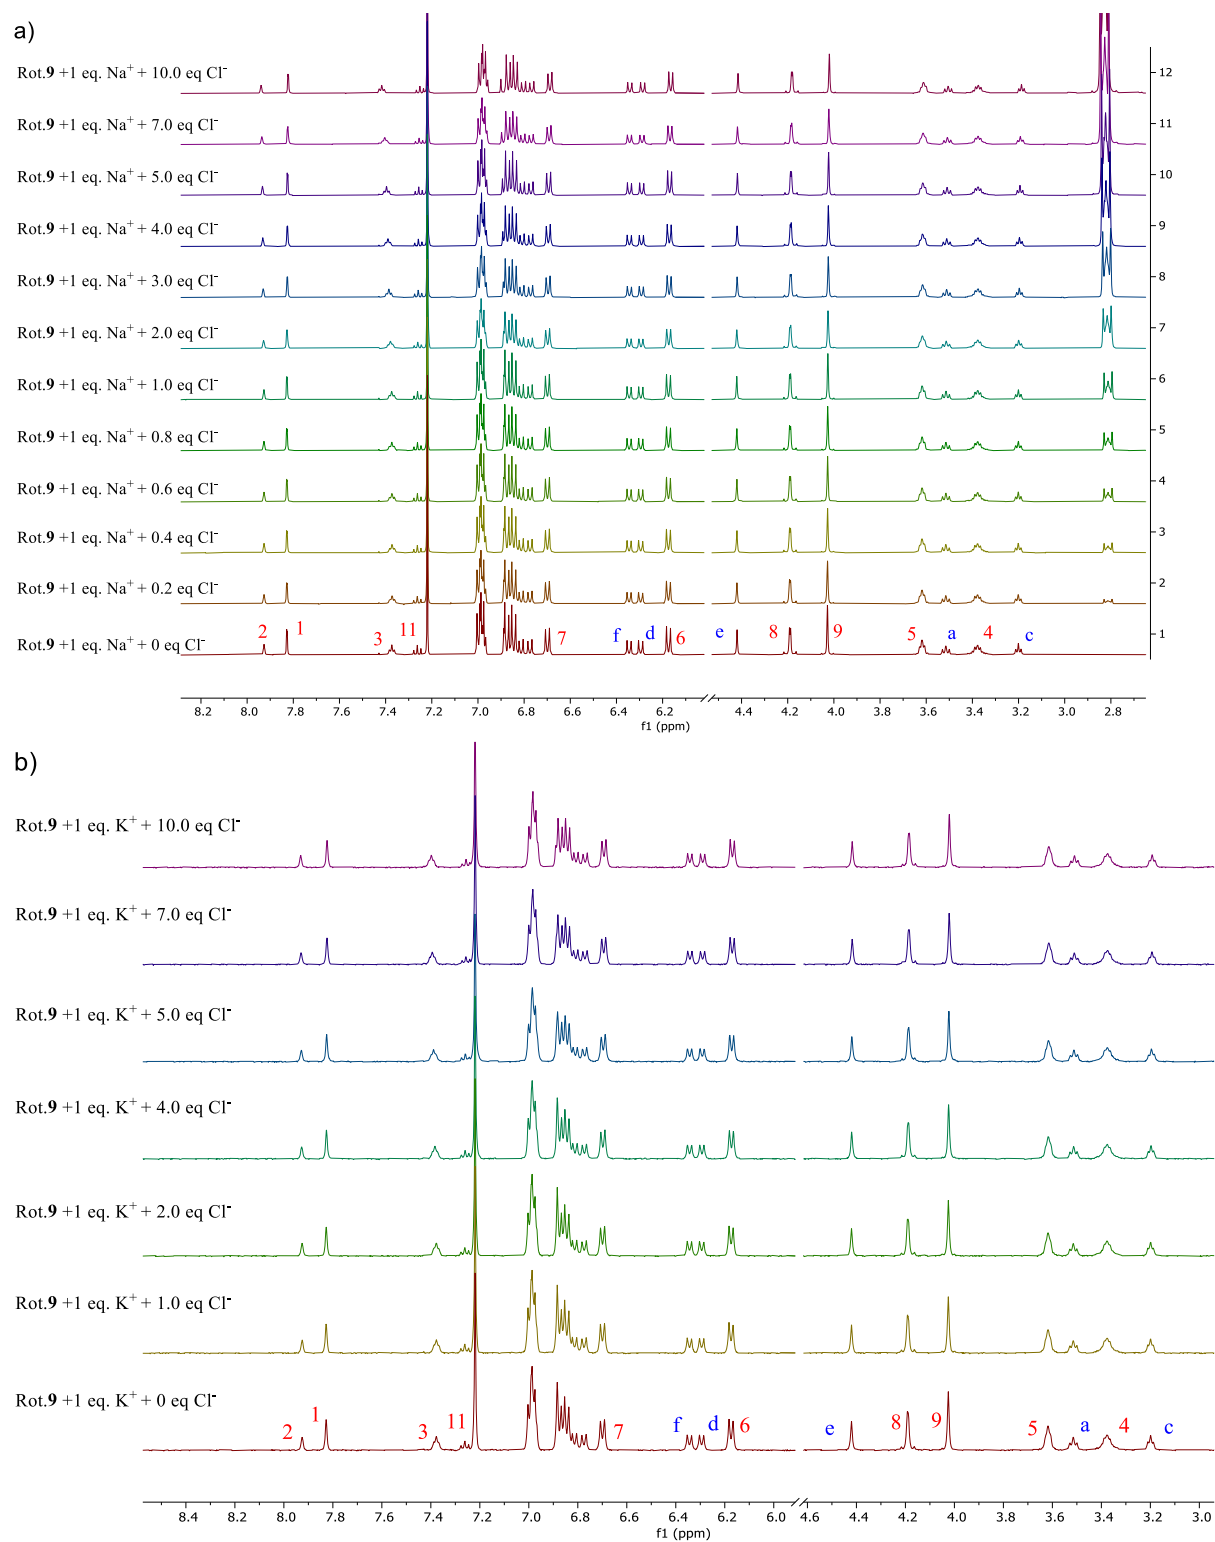 a)
Rot.9 +1 eq. Na⁺ + 10.0 eq Cl⁻
12
Rot.9 +1 eq. Na⁺ + 7.0 eq Cl⁻
11
Rot.9 +1 eq. Na⁺ + 5.0 eq Cl⁻
10
Rot.9 +1 eq. Na⁺ + 4.0 eq Cl⁻
9
Rot.9 +1 eq. Na⁺ + 3.0 eq Cl⁻
8
Rot.9 +1 eq. Na⁺ + 2.0 eq Cl⁻
7
Rot.9 +1 eq. Na⁺ + 1.0 eq Cl⁻
6
Rot.9 +1 eq. Na⁺ + 0.8 eq Cl⁻
5
Rot.9 +1 eq. Na⁺ + 0.6 eq Cl⁻
4
Rot.9 +1 eq. Na⁺ + 0.4 eq Cl⁻
3
Rot.9 +1 eq. Na⁺ + 0.2 eq Cl⁻
2
Rot.9 +1 eq. Na⁺ + 0 eq Cl⁻
2 1 3 11 7 f d 6 e 8 9 5 a 4 c
1
8.2 8.0 7.8 7.6 7.4 7.2 7.0 6.8 6.6 6.4 6.2 4.4 4.2 4.0 3.8 3.6 3.4 3.2 3.0 2.8
f1 (ppm)
b)
Rot.9 +1 eq. K⁺ + 10.0 eq Cl⁻
Rot.9 +1 eq. K⁺ + 7.0 eq Cl⁻
Rot.9 +1 eq. K⁺ + 5.0 eq Cl⁻
Rot.9 +1 eq. K⁺ + 4.0 eq Cl⁻
Rot.9 +1 eq. K⁺ + 2.0 eq Cl⁻
Rot.9 +1 eq. K⁺ + 1.0 eq Cl⁻
Rot.9 +1 eq. K⁺ + 0 eq Cl⁻
2 1 3 11 7 f d 6 e 8 9 5 a 4 c
8.4 8.2 8.0 7.8 7.6 7.4 7.2 7.0 6.8 6.6 6.4 6.2 6.0 4.6 4.4 4.2 4.0 3.8 3.6 3.4 3.2 3.0
f1 (ppm)